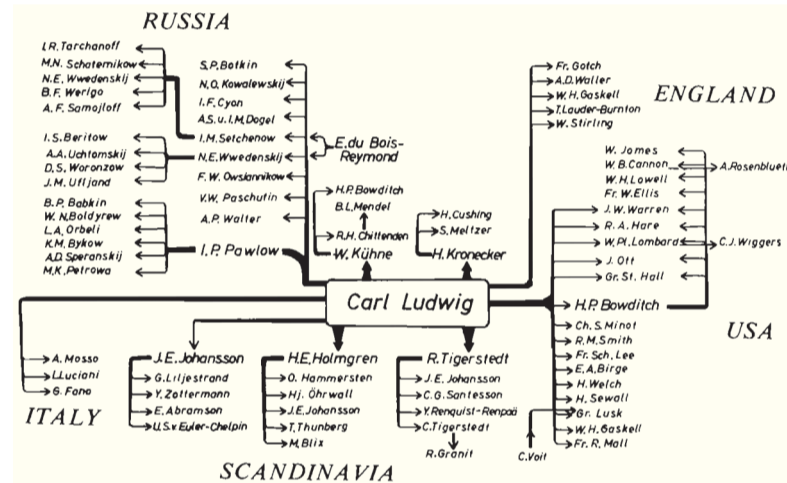 RUSSIA
I.R. Tarchanoff
M.N. Schaternikow
N.E. Wwedenskij
B.F. Werigo
A.F. Samojloff
I.S. Beritow
A.A. Uchtomskij
D.S. Woronzow
J.M. Ufljand
B.P. Babkin
W.N. Boldyrew
L.A. Orbeli
K.M. Bykow
A.D. Speranskij
M.K. Petrowa
S.P. Botkin
N.O. Kowalewskij
I.F. Cyon
A.S. u. I.M. Dogel
I.M. Setchenow
N.E. Wwedenskij
F.W. Owsiannikow
V.W. Paschutin
A.P. Walter
I.P. Pawlow
E. du Bois-
Reymond
H.P. Bowditch
B.L. Mendel
R.H. Chittenden
W. Kühne
H. Cushing
S. Meltzer
H. Kronecker
Fr. Gotch
A.D. Waller
W.H. Gaskell
T. Lauder-Burnton
W. Stirling
ENGLAND
W. James
W.B. Cannon
A. Rosenblueth
W.H. Lowell
Fr. W. Ellis
J.W. Warren
R.A. Hare
W.Pl. Lombard
C.J. Wiggers
J. Ott
Gr. St. Hall
H.P. Bowditch
USA
Carl Ludwig
Ch. S. Minot
R.M. Smith
Fr. Sch. Lee
E.A. Birge
H. Welch
H. Sewall
Gr. Lusk
W.H. Gaskell
Fr. R. Mall
C. Voit
A. Mosso
L. Luciani
G. Fano
ITALY
J.E. Johansson
G. Liljestrand
Y. Zottermann
E. Abramson
U.S. v. Euler-Chelpin
H.E. Holmgren
O. Hammersten
Hj. Öhrwall
J.E. Johansson
T. Thunberg
M. Blix
R. Tigerstedt
J.E. Johansson
C.G. Santesson
Y. Renquist-Renpaä
C. Tigerstedt
R. Granit
SCANDINAVIA